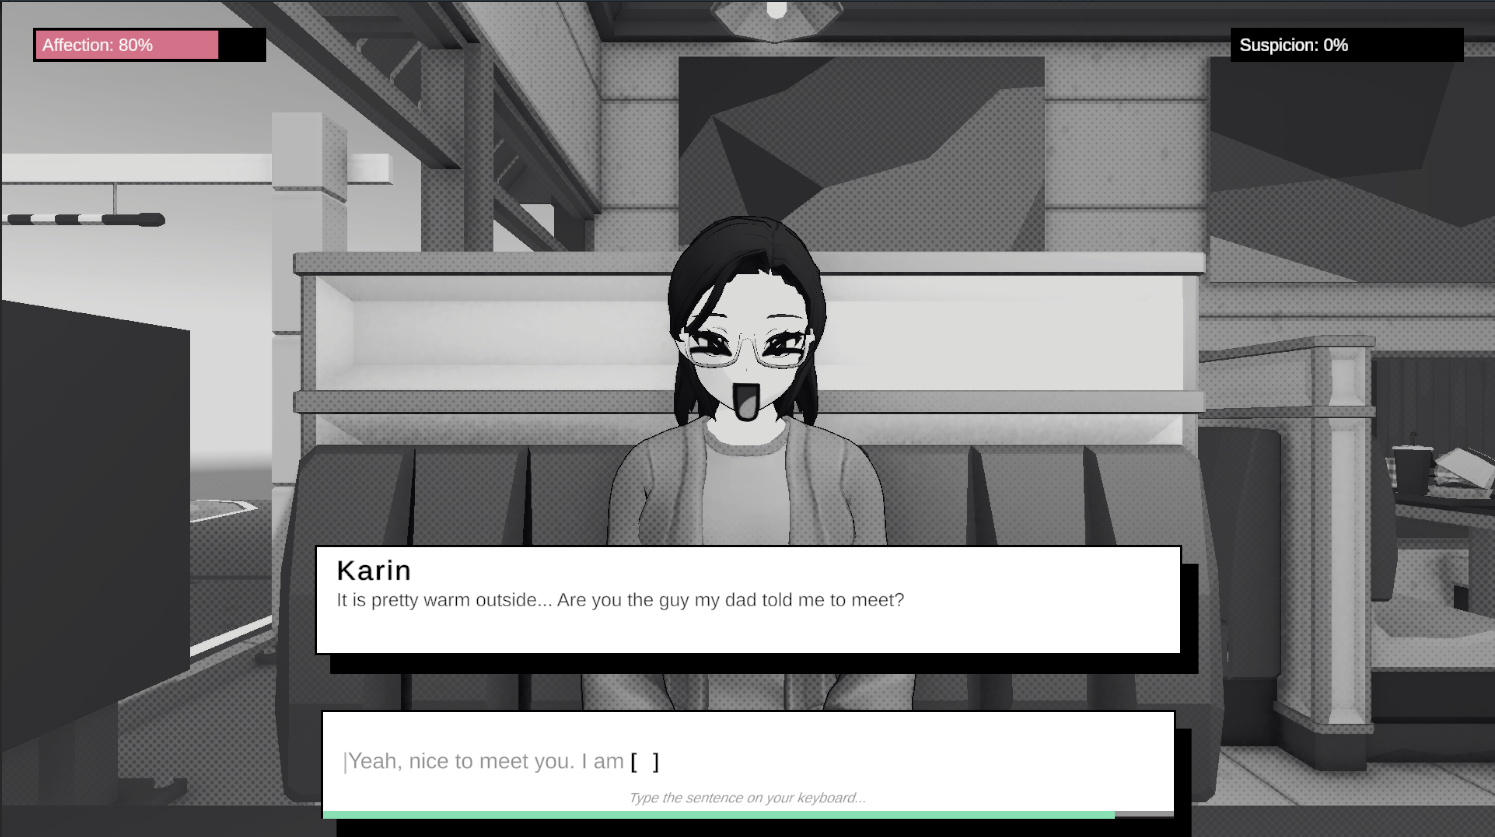 Affection: 80%
Suspicion: 0%
Karin
It is pretty warm outside... Are you the guy my dad told me to meet?
Yeah, nice to meet you. I am [ ]
Type the sentence on your keyboard...